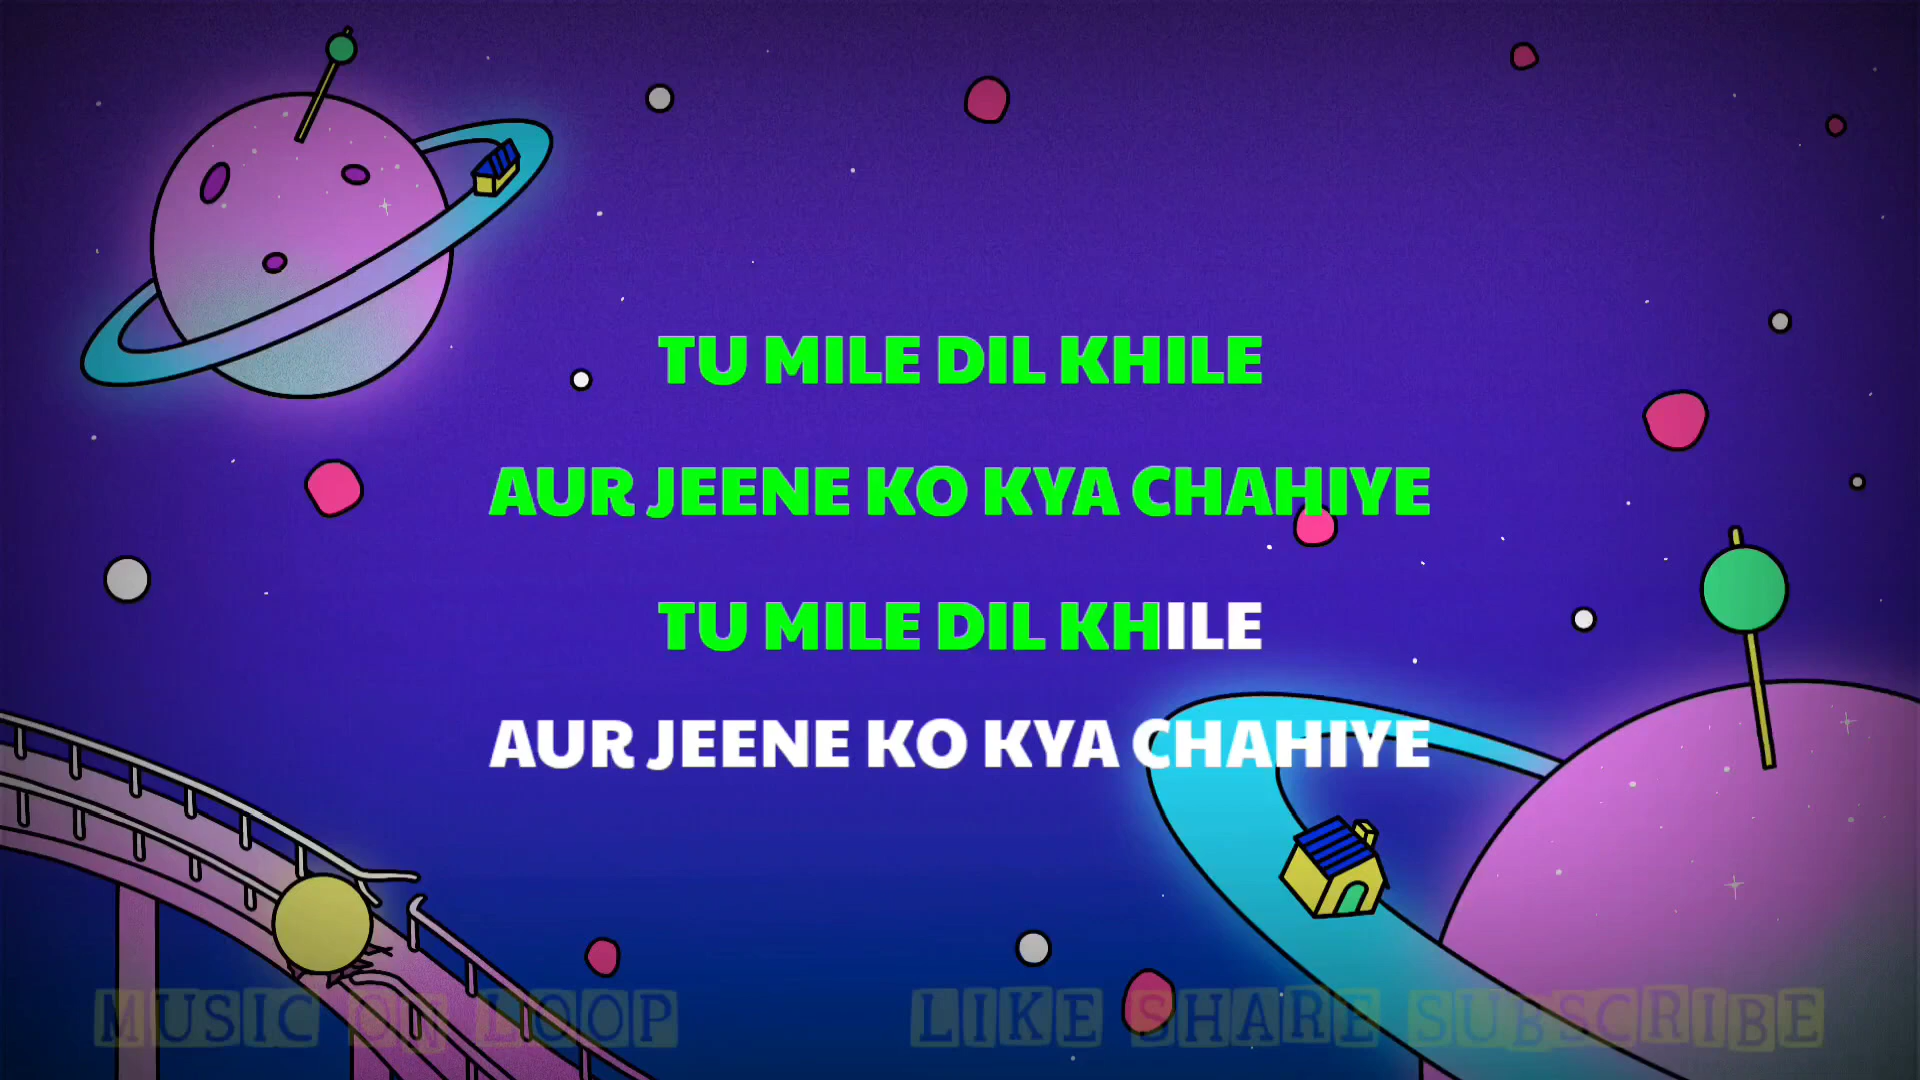 TU MILE DIL KHILE
AUR JEENE KO KYA CHAHIYE
TU MILE DIL KHILE
AUR JEENE KO KYA CHAHIYE
MUSIC ON LOOP
LIKE SHARE SUBSCRIBE